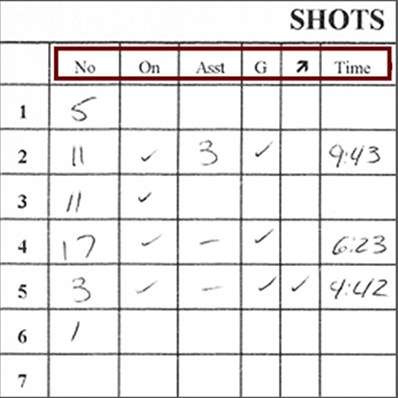 SHOTS
No On Asst G ↗ Time
1 5
2 11 ✓ 3 ✓ 9:43
3 11 ✓
4 17 ✓ — ✓ 6:23
5 3 ✓ — ✓ ✓ 4:42
6 1
7